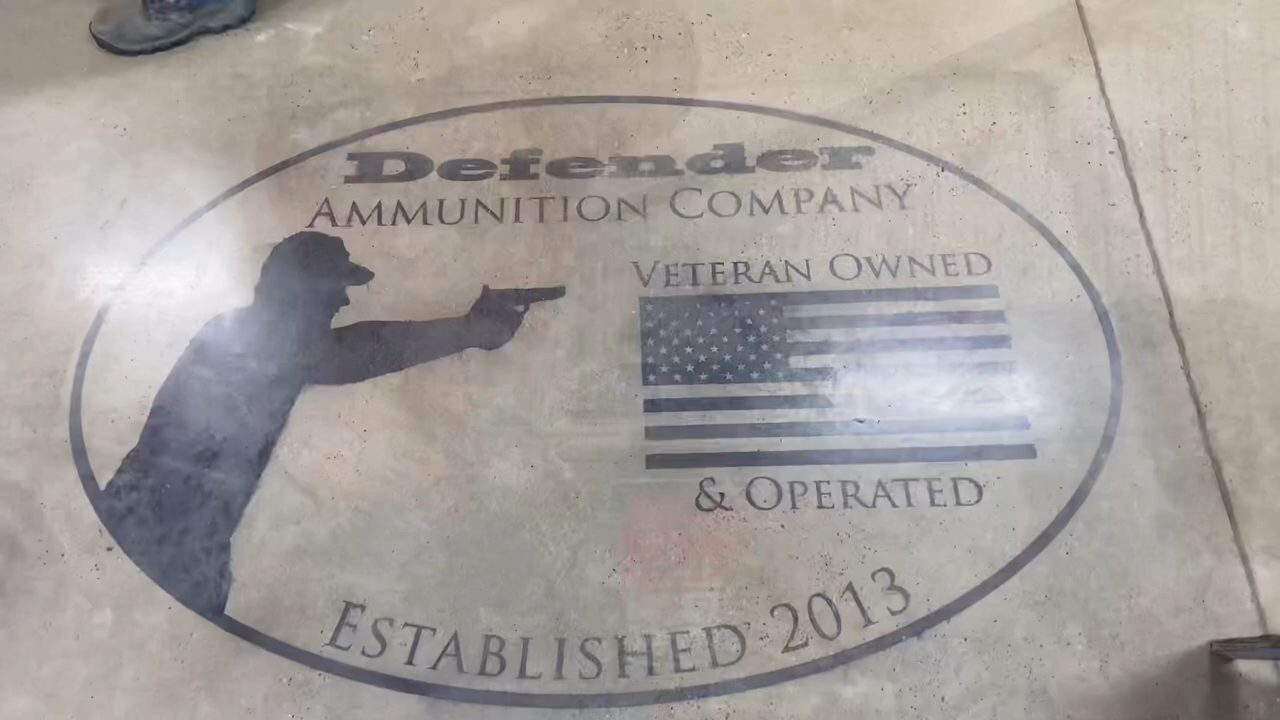 Defender
AMMUNITION COMPANY
VETERAN OWNED
& OPERATED
ESTABLISHED 2013